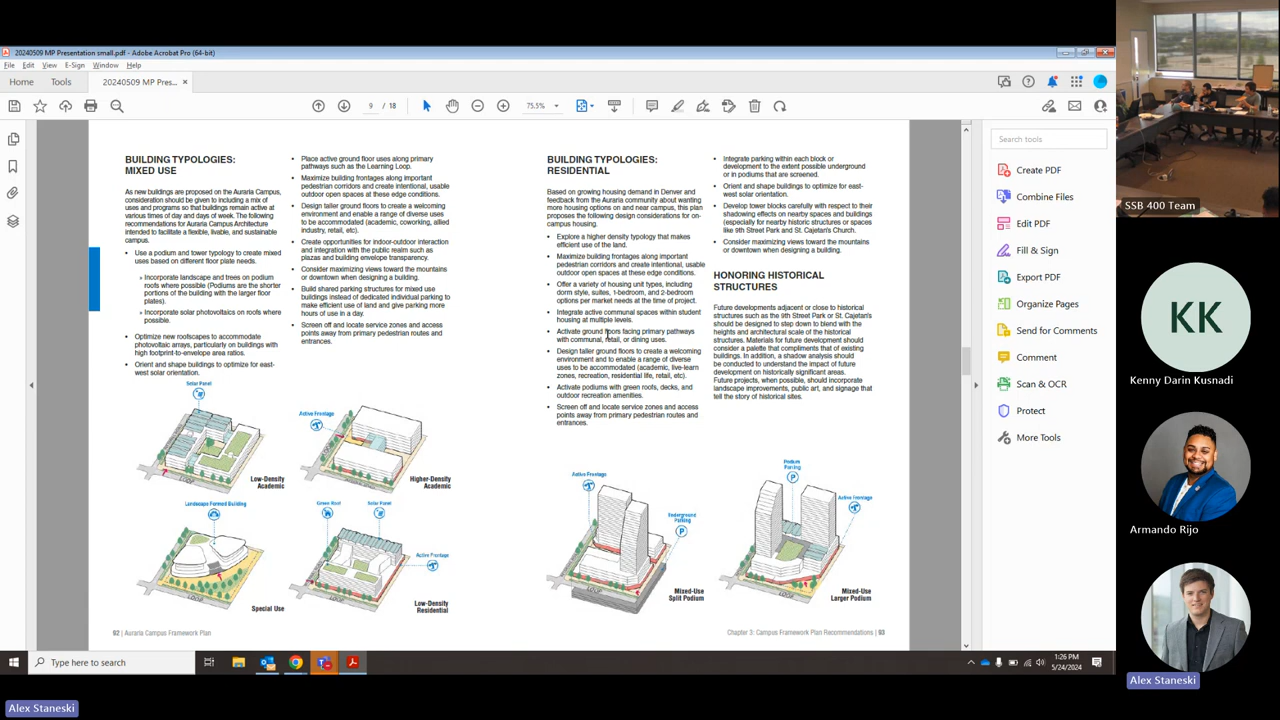 20240509 MP Presentation small.pdf - Adobe Acrobat Pro (64-bit)
File Edit View E-Sign Window Help
Home Tools 20240509 MP Pres... ×
9 / 18 75.5%
BUILDING TYPOLOGIES:
MIXED USE
As new buildings are proposed on the Auraria Campus,
consideration should be given to including a mix of
uses and programs so that buildings remain active at
various times of day and days of week. The following
recommendations for Auraria Campus Architecture
intended to facilitate a flexible, livable, and sustainable
campus.
• Use a podium and tower typology to create mixed
uses based on different floor plate needs.
» Incorporate landscape and trees on podium
roofs where possible (Podiums are the shorter
portions of the building with the larger floor
plates).
» Incorporate solar photovoltaics on roofs where
possible.
• Optimize new roofscapes to accommodate
photovoltaic arrays, particularly on buildings with
high footprint-to-envelope area ratios.
• Orient and shape buildings to optimize for east-
west solar orientation.
• Place active ground floor uses along primary
pathways such as the Learning Loop.
• Maximize building frontages along important
pedestrian corridors and create intentional, usable
outdoor open spaces at these edge conditions.
• Design taller ground floors to create a welcoming
environment and enable a range of diverse uses
to be accommodated (academic, coworking, allied
industry, retail, etc).
• Create opportunities for indoor-outdoor interaction
and integration with the public realm such as
plazas and building envelope transparency.
• Consider maximizing views toward the mountains
or downtown when designing a building.
• Build shared parking structures for mixed use
buildings instead of dedicated individual parking to
make efficient use of land and give parking more
hours of use in a day.
• Screen off and locate service zones and access
points away from primary pedestrian routes and
entrances.
Solar Panel
LOOP
Low-Density
Academic
Active Frontage
Higher-Density
Academic
Landscape Formed Building
LOOP
Special Use
Green Roof
Solar Panel
Active Frontage
LOOP
Low-Density
Residential
92 | Auraria Campus Framework Plan
BUILDING TYPOLOGIES:
RESIDENTIAL
Based on growing housing demand in Denver and
feedback from the Auraria community about wanting
more housing options on and near campus, this plan
proposes the following design considerations for on-
campus housing.
• Explore a higher density typology that makes
efficient use of the land.
• Maximize building frontages along important
pedestrian corridors and create intentional, usable
outdoor open spaces at these edge conditions.
• Offer a variety of housing unit types, including
dorm style, suites, 1-bedroom, and 2-bedroom
options per market needs at the time of project.
• Integrate active communal spaces within student
housing at multiple levels.
• Activate ground floors facing primary pathways
with communal, retail, or dining uses.
• Design taller ground floors to create a welcoming
environment and to enable a range of diverse
uses to be accommodated (academic, live-learn
zones, recreation, residential life, retail, etc).
• Activate podiums with green roofs, decks, and
outdoor recreation amenities.
• Screen off and locate service zones and access
points away from primary pedestrian routes and
entrances.
• Integrate parking within each block or
development to the extent possible underground
or in podiums that are screened.
• Orient and shape buildings to optimize for east-
west solar orientation.
• Develop tower blocks carefully with respect to their
shadowing effects on nearby spaces and buildings
(especially for nearby historic structures or spaces
like 9th Street Park and St. Cajetan's Church.
• Consider maximizing views toward the mountains
or downtown when designing a building.
HONORING HISTORICAL
STRUCTURES
Future developments adjacent or close to historical
structures such as the 9th Street Park or St. Cajetan's
should be designed to step down to blend with the
heights and architectural scale of the historical
structures. Materials for future development should
consider a palette that compliments that of existing
buildings. In addition, a shadow analysis should
be conducted to understand the impact of future
development on historically significant areas.
Future projects, when possible, should incorporate
landscape improvements, public art, and signage that
tell the story of historical sites.
Active Frontage
Underground
Parking
P
LOOP
Mixed-Use
Split Podium
Podium
Parking
P
Active Frontage
LOOP
Mixed-Use
Larger Podium
Chapter 3: Campus Framework Plan Recommendations | 93
Search tools
Create PDF
Combine Files
Edit PDF
Fill & Sign
Export PDF
Organize Pages
Send for Comments
Comment
Scan & OCR
Protect
More Tools
Type here to search
1:26 PM
5/24/2024
SSB 400 Team
KK
Kenny Darin Kusnadi
Armando Rijo
Alex Staneski
Alex Staneski